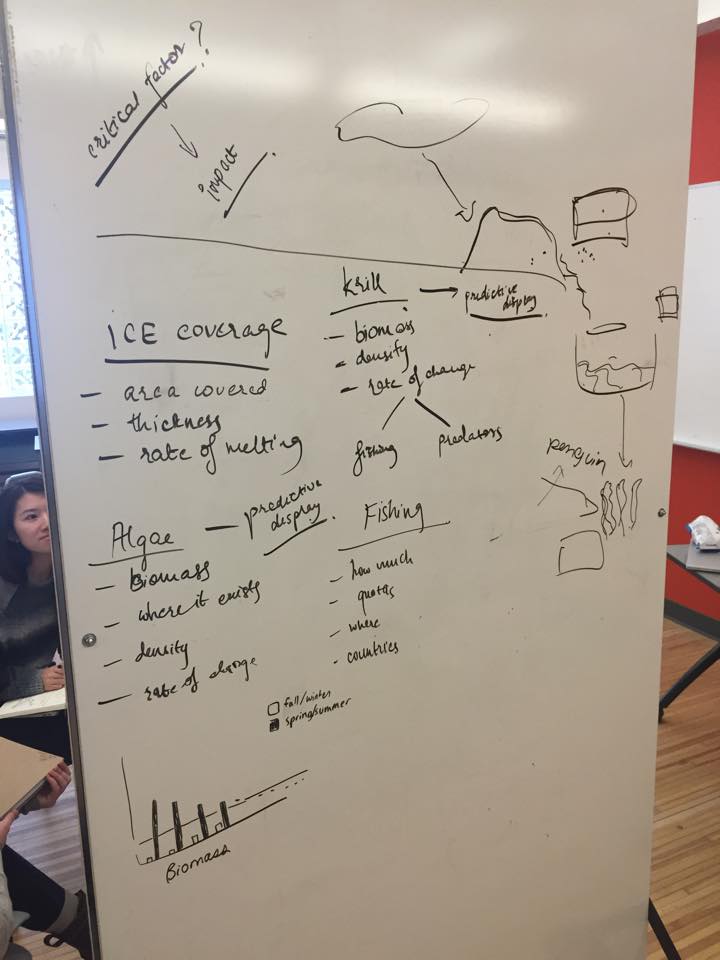 critical factor?
impact
ICE coverage
- area covered
- thickness
- rate of melting
krill
predictive
display
- biomass
- density
- rate of change
fishing
predators
penguin
Algae
predictive
display
- biomass
- where it exists
- density
- rate of change
Fishing
- how much
- quotas
- where
- countries
fall/winter
spring/summer
Biomass